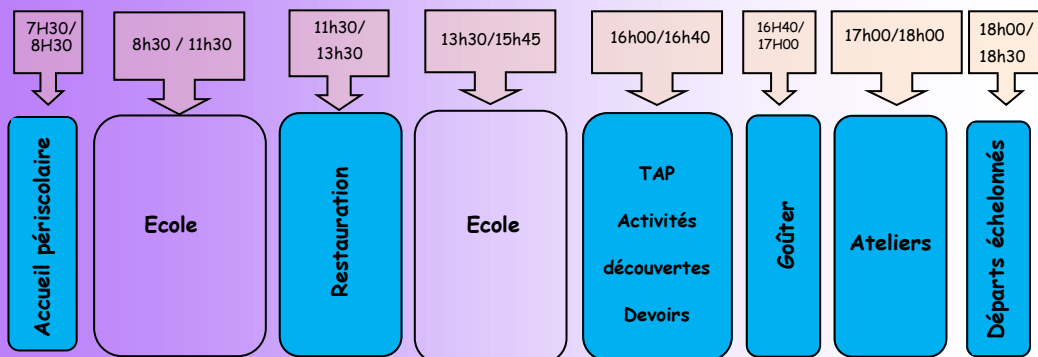 7H30/
8H30
8h30 / 11h30
11h30/
13h30
13h30/15h45
16h00/16h40
16H40/
17H00
17h00/18h00
18h00/
18h30
Accueil périscolaire
Ecole
Restauration
Ecole
TAP
Activités
découvertes
Devoirs
Goûter
Ateliers
Départs échelonnés